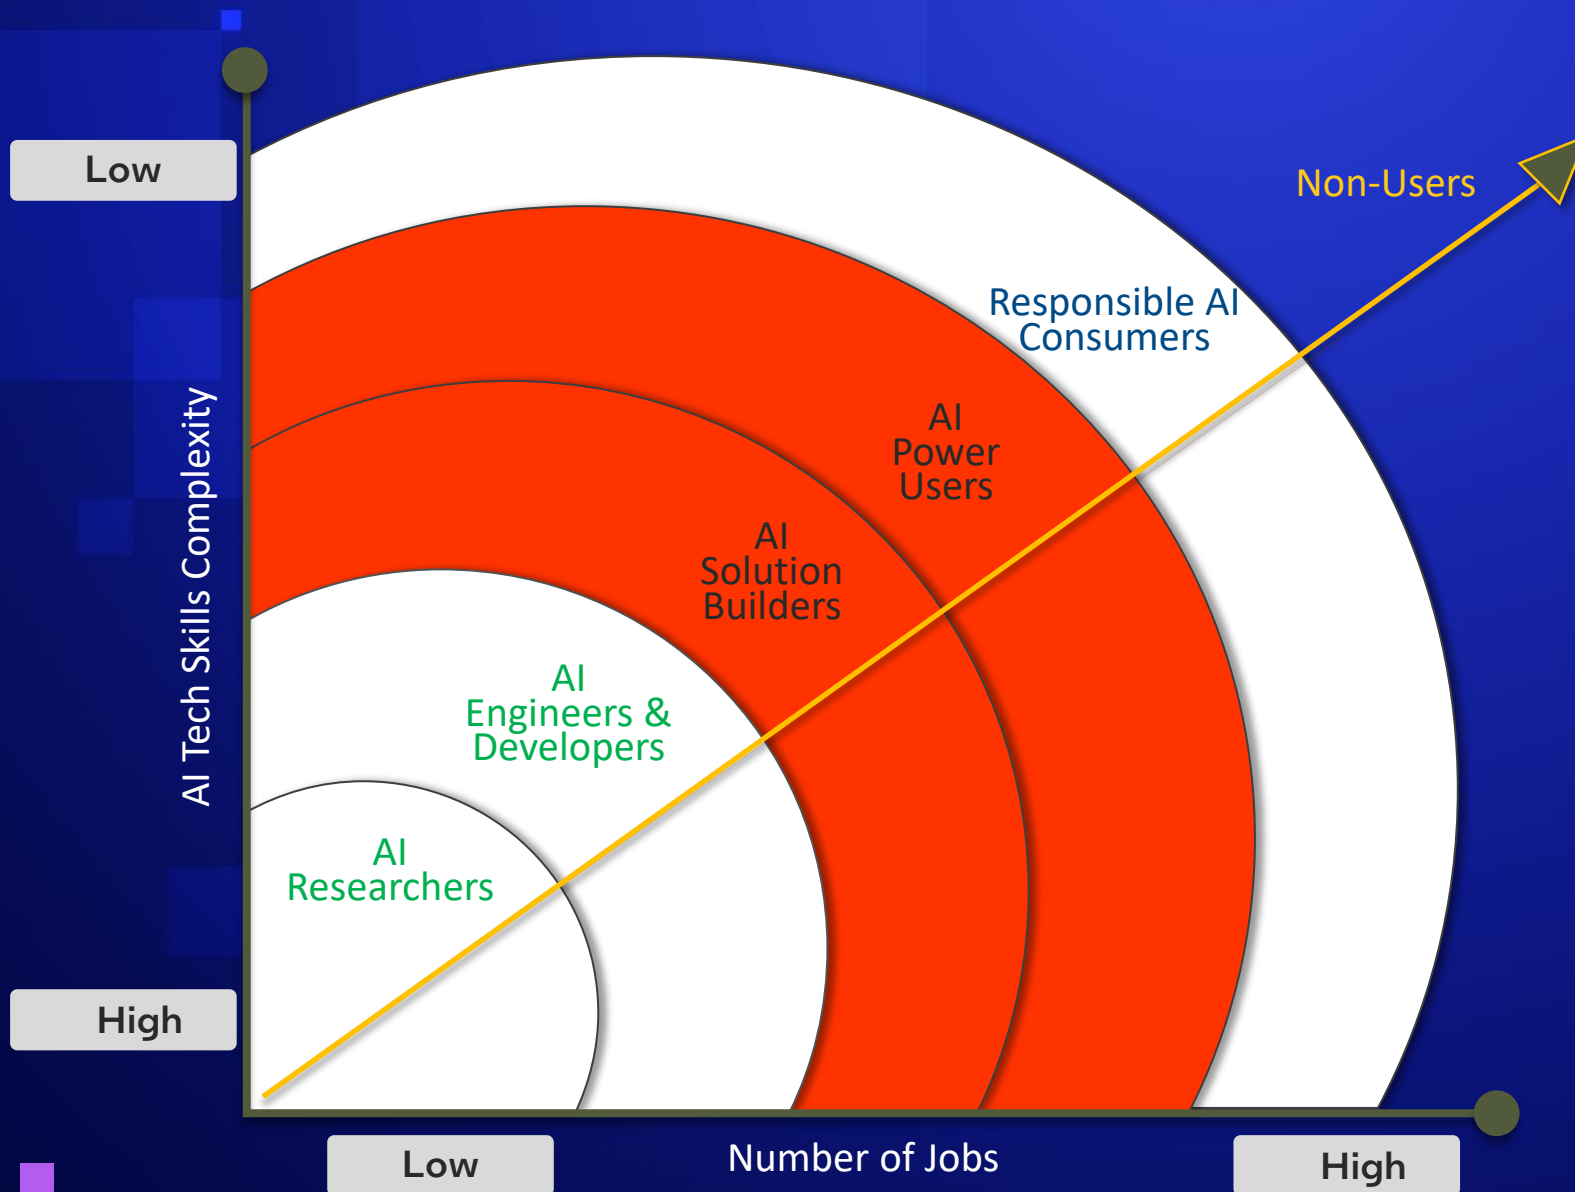 Low
Non-Users
Responsible AI
Consumers
AI
Power
Users
AI
Solution
Builders
AI Tech Skills Complexity
AI
Engineers &
Developers
AI
Researchers
High
Low
Number of Jobs
High